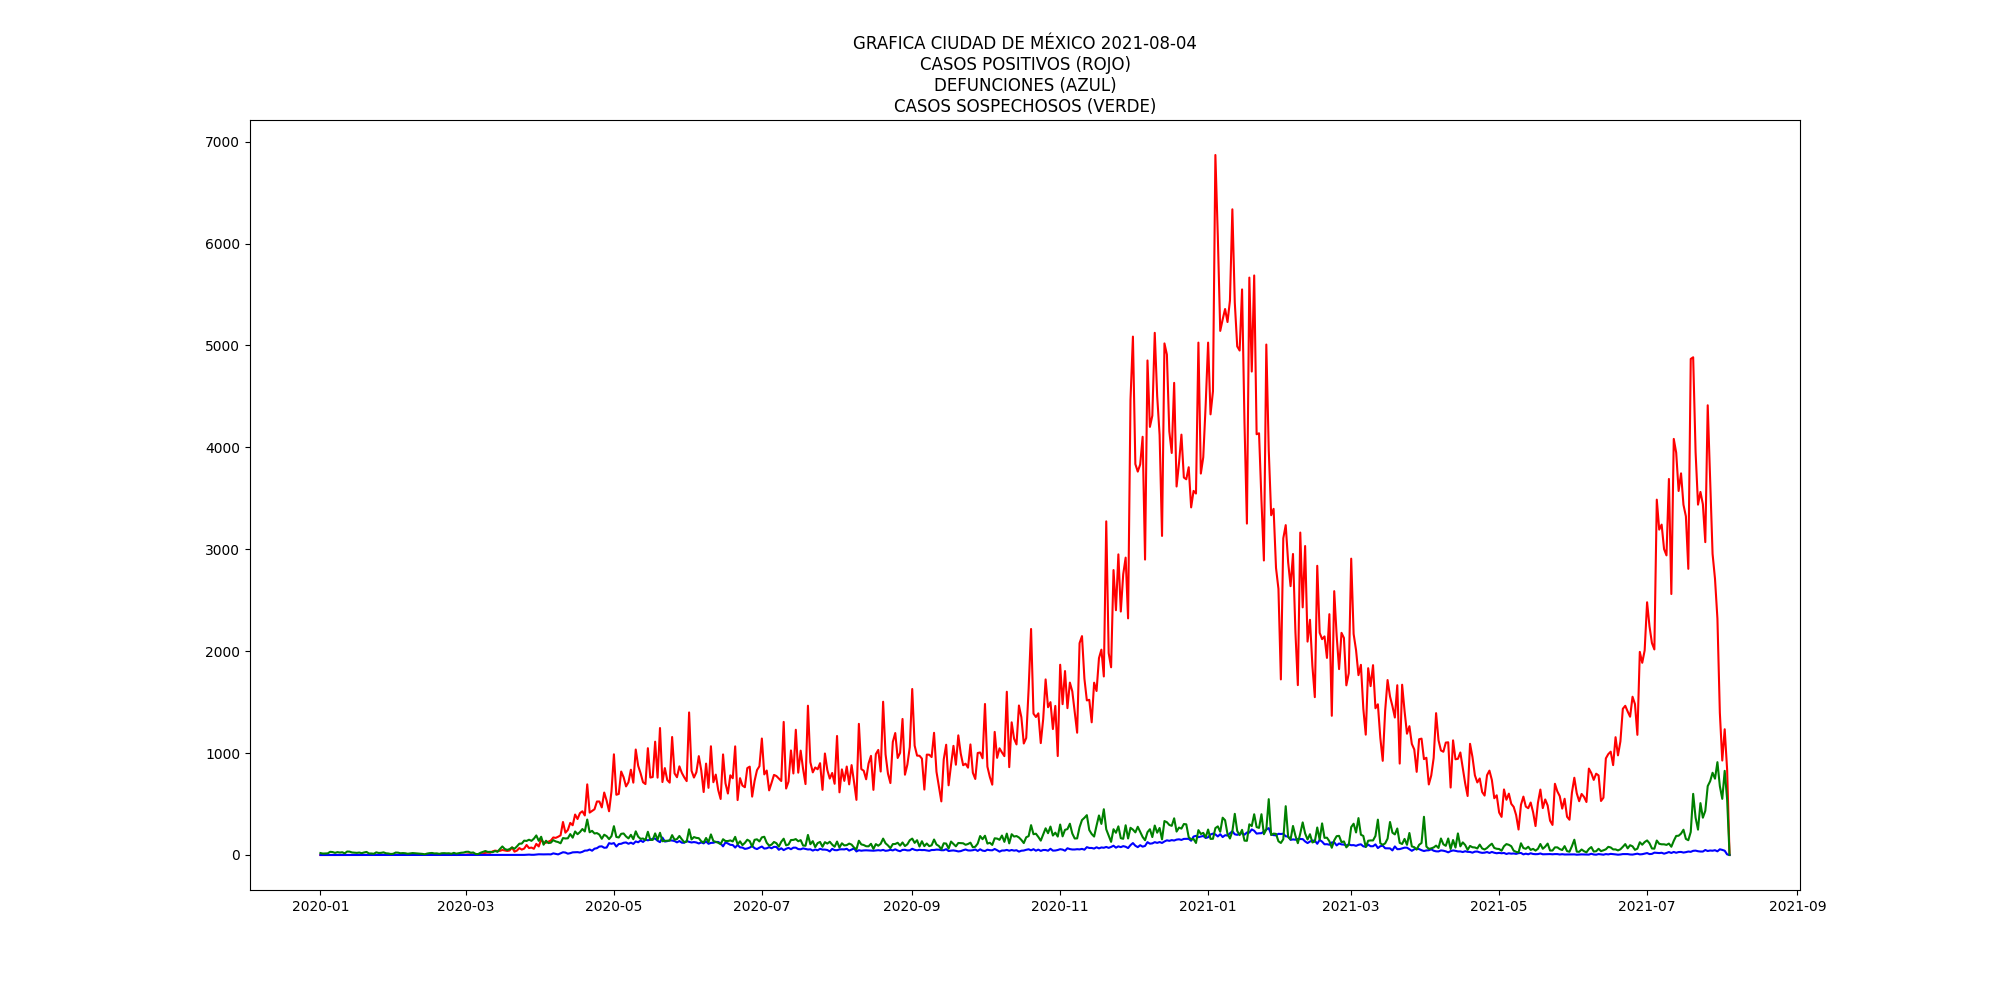 GRAFICA CIUDAD DE MÉXICO 2021-08-04
CASOS POSITIVOS (ROJO)
DEFUNCIONES (AZUL)
CASOS SOSPECHOSOS (VERDE)
7000
6000
5000
4000
3000
2000
1000
0
2020-01 2020-03 2020-05 2020-07 2020-09 2020-11 2021-01 2021-03 2021-05 2021-07 2021-09